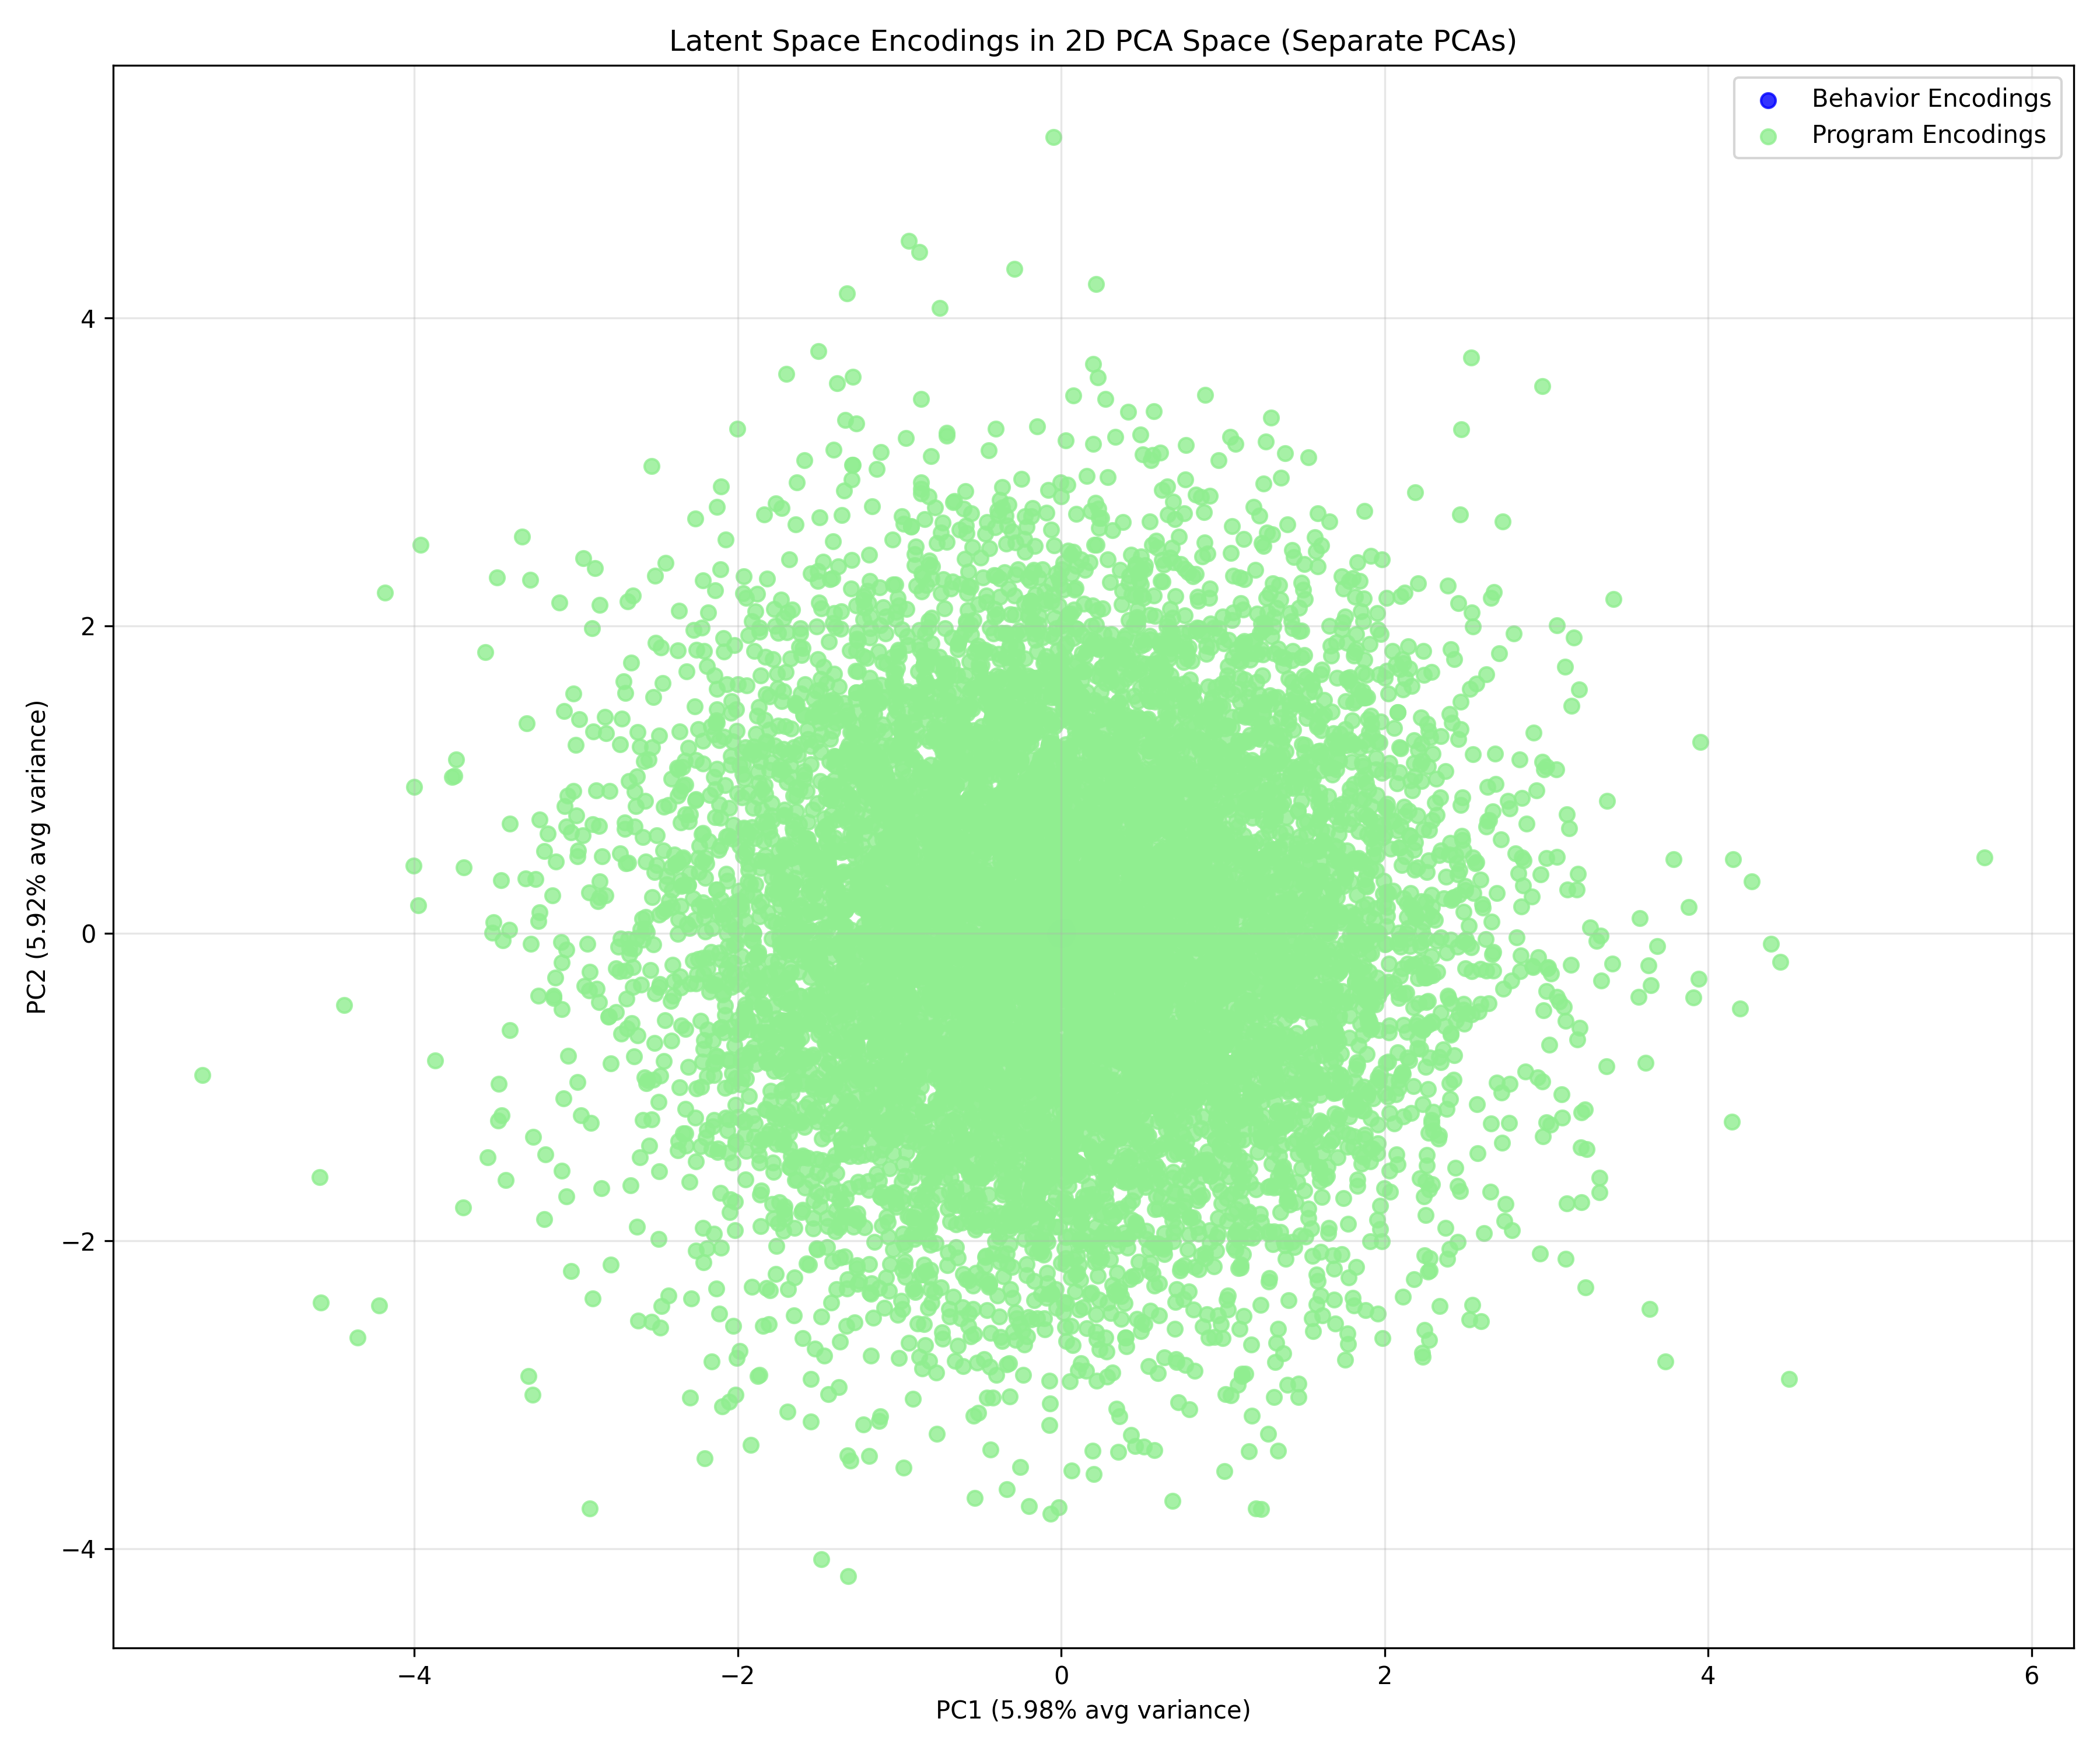 Latent Space Encodings in 2D PCA Space (Separate PCAs)
Behavior Encodings
Program Encodings
4
2
0
−2
−4
PC2 (5.92% avg variance)
−4 −2 0 2 4 6
PC1 (5.98% avg variance)